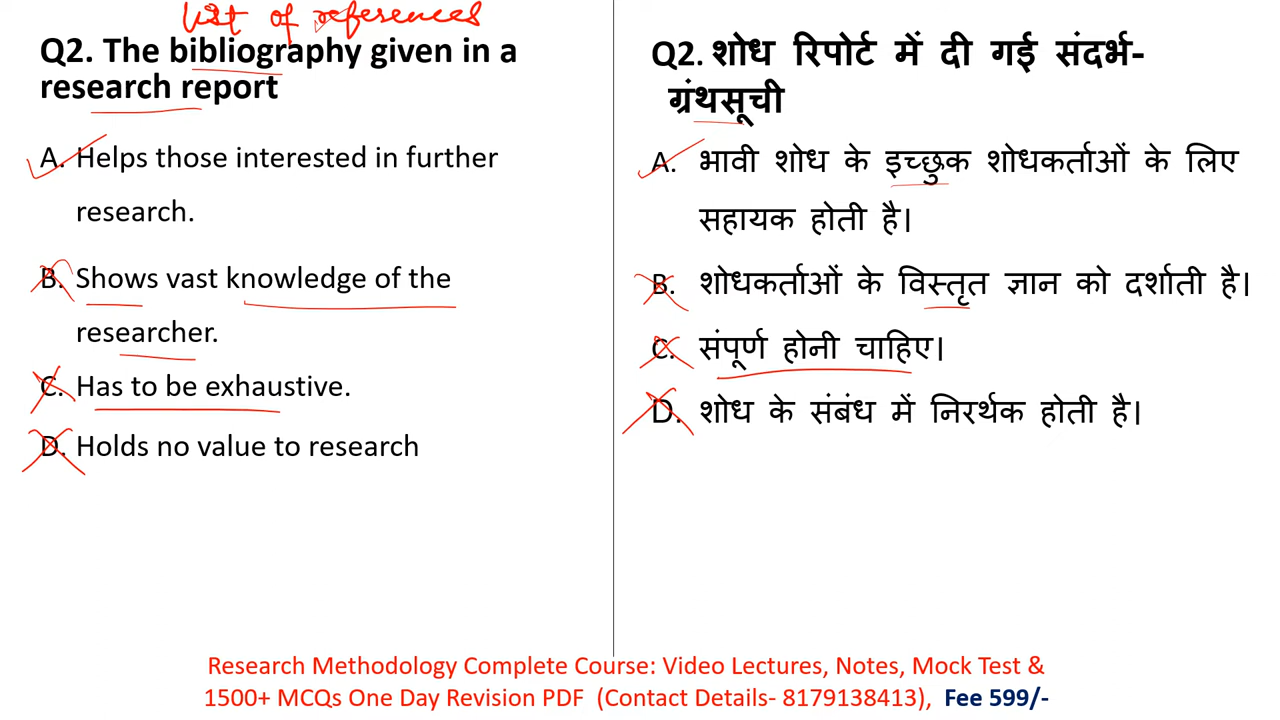 list of references
Q2. The bibliography given in a
research report
A. Helps those interested in further
research.
B. Shows vast knowledge of the
researcher.
C. Has to be exhaustive.
D. Holds no value to research
Q2. शोध रिपोर्ट में दी गई संदर्भ-
ग्रंथसूची
A. भावी शोध के इच्छुक शोधकर्ताओं के लिए
सहायक होती है।
B. शोधकर्ताओं के विस्तृत ज्ञान को दर्शाती है।
C. संपूर्ण होनी चाहिए।
D. शोध के संबंध में निरर्थक होती है।
Research Methodology Complete Course: Video Lectures, Notes, Mock Test &
1500+ MCQs One Day Revision PDF (Contact Details- 8179138413), Fee 599/-